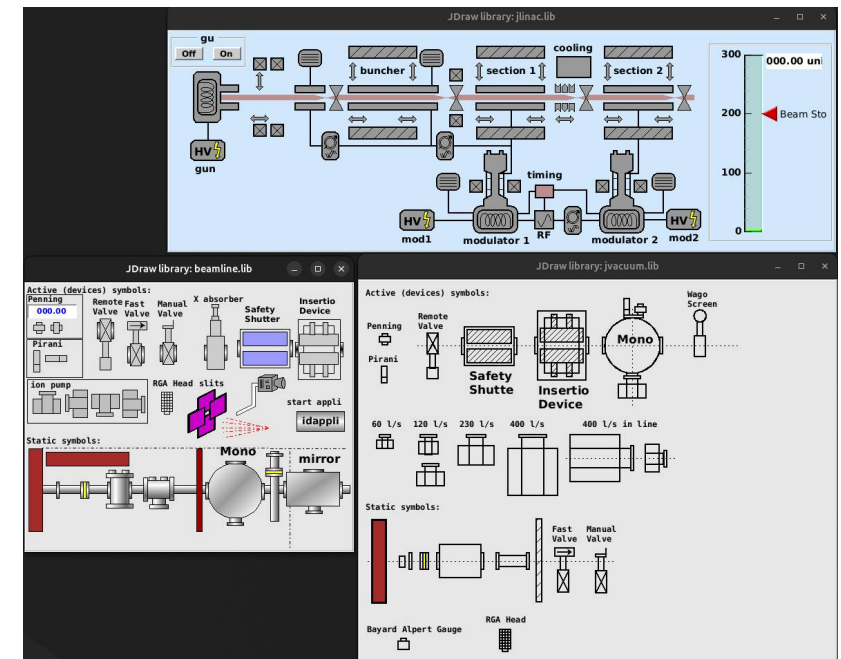 JDraw library: jlinac.lib
gu
Off On
cooling
buncher section 1 section 2
300
000.00 uni
200
Beam Sto
100
0
HV
gun
timing
HV
mod1
modulator 1
RF
modulator 2
HV
mod2
JDraw library: beamline.lib
Active (devices) symbols:
Penning
000.00
Remote
Valve
Fast
Valve
Manual
Valve
X absorber
Safety
Shutter
Insertio
Device
Pirani
ion pump
RGA Head slits
start appli
idappli
Static symbols:
Mono
mirror
JDraw library: jvacuum.lib
Active (devices) symbols:
Penning
Pirani
Remote
Valve
Safety
Shutte
Insertio
Device
Mono
Wago
Screen
60 l/s 120 l/s 230 l/s 400 l/s 400 l/s in line
Static symbols:
Fast
Valve
Manual
Valve
Bayard Alpert Gauge
RGA Head